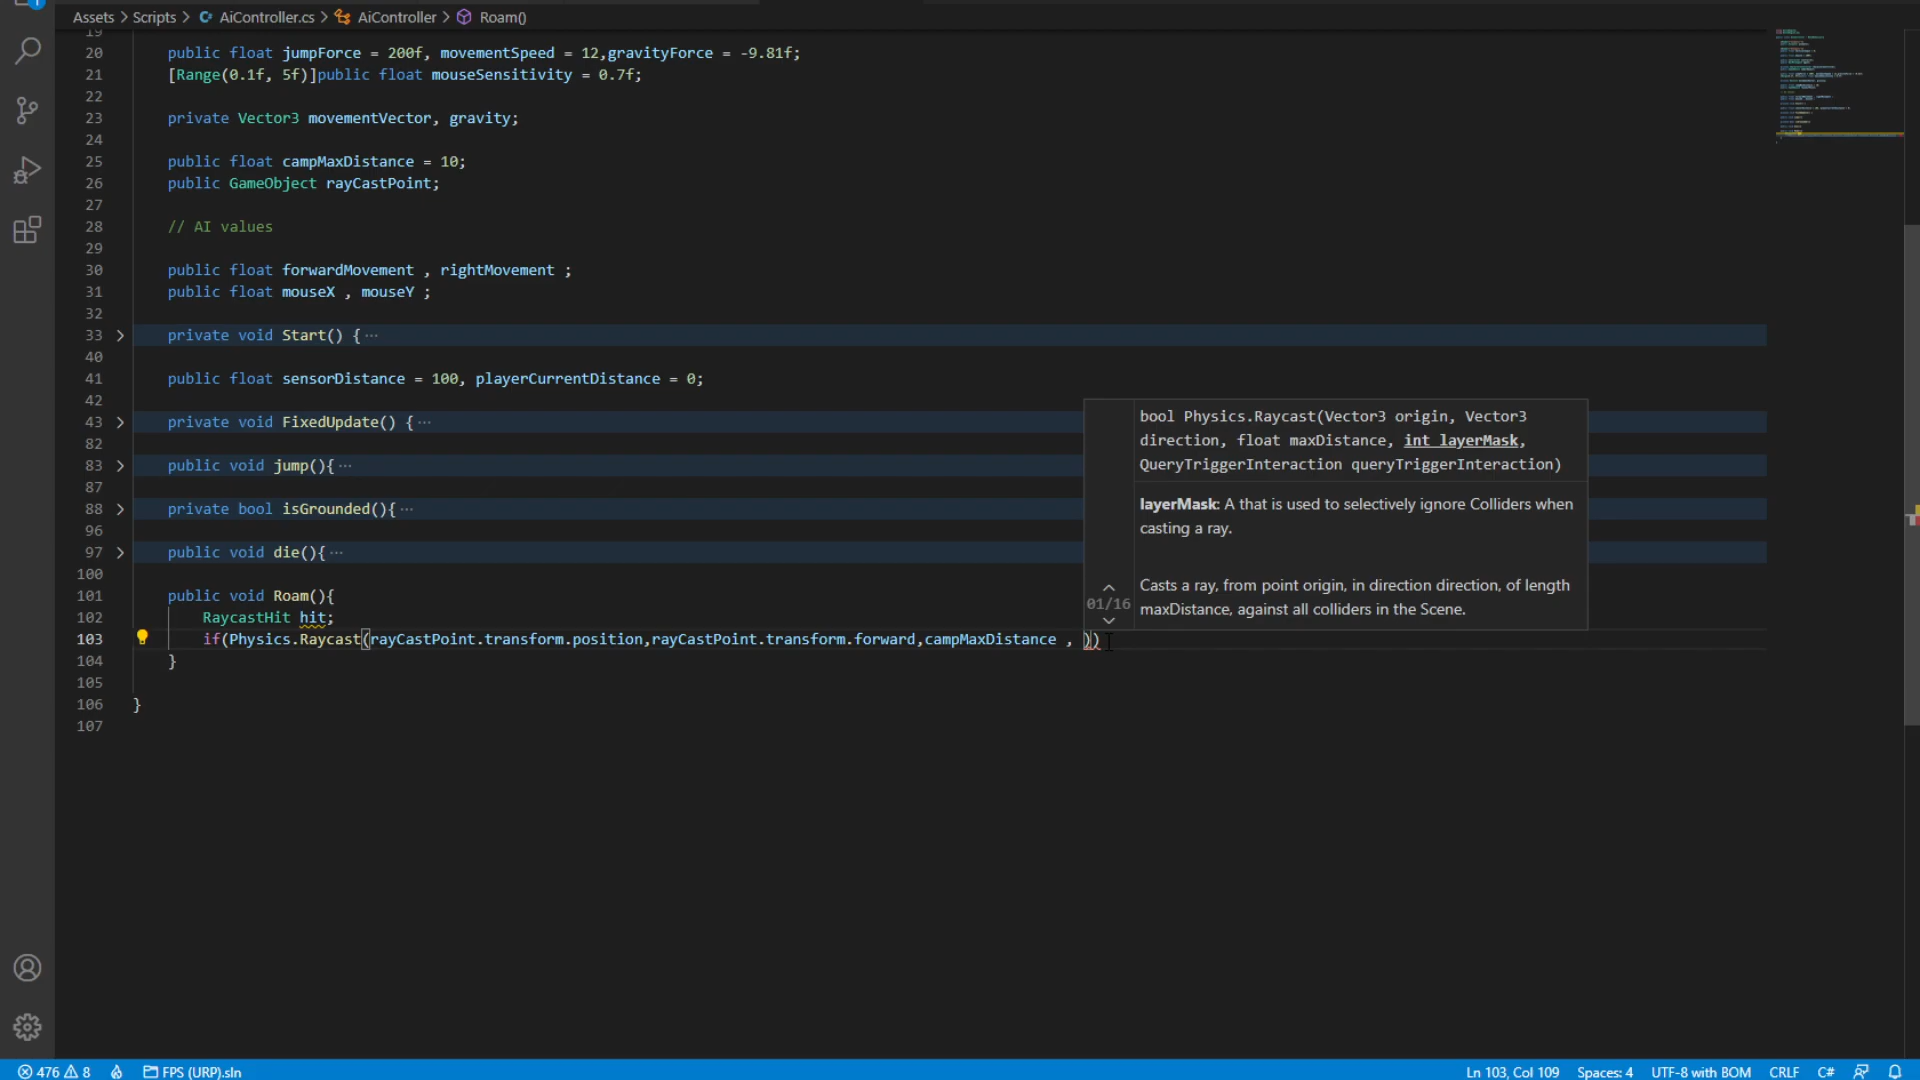 Assets > Scripts > AiController.cs > AiController > Roam()
19
20 public float jumpForce = 200f, movementSpeed = 12,gravityForce = -9.81f;
21 [Range(0.1f, 5f)]public float mouseSensitivity = 0.7f;
22
23 private Vector3 movementVector, gravity;
24
25 public float campMaxDistance = 10;
26 public GameObject rayCastPoint;
27
28 // AI values
29
30 public float forwardMovement , rightMovement ;
31 public float mouseX , mouseY ;
32
33 private void Start() { ...
40
41 public float sensorDistance = 100, playerCurrentDistance = 0;
42
43 private void FixedUpdate() { ...
82
83 public void jump(){ ...
87
88 private bool isGrounded(){ ...
96
97 public void die(){ ...
100
101 public void Roam(){
102 RaycastHit hit;
103 if(Physics.Raycast(rayCastPoint.transform.position,rayCastPoint.transform.forward,campMaxDistance , ))
104 }
105
106 }
107
bool Physics.Raycast(Vector3 origin, Vector3
direction, float maxDistance, int layerMask,
QueryTriggerInteraction queryTriggerInteraction)
layerMask: A that is used to selectively ignore Colliders when
casting a ray.
Casts a ray, from point origin, in direction direction, of length
maxDistance, against all colliders in the Scene.
01/16
476 8 FPS (URP).sln Ln 103, Col 109 Spaces: 4 UTF-8 with BOM CRLF C#